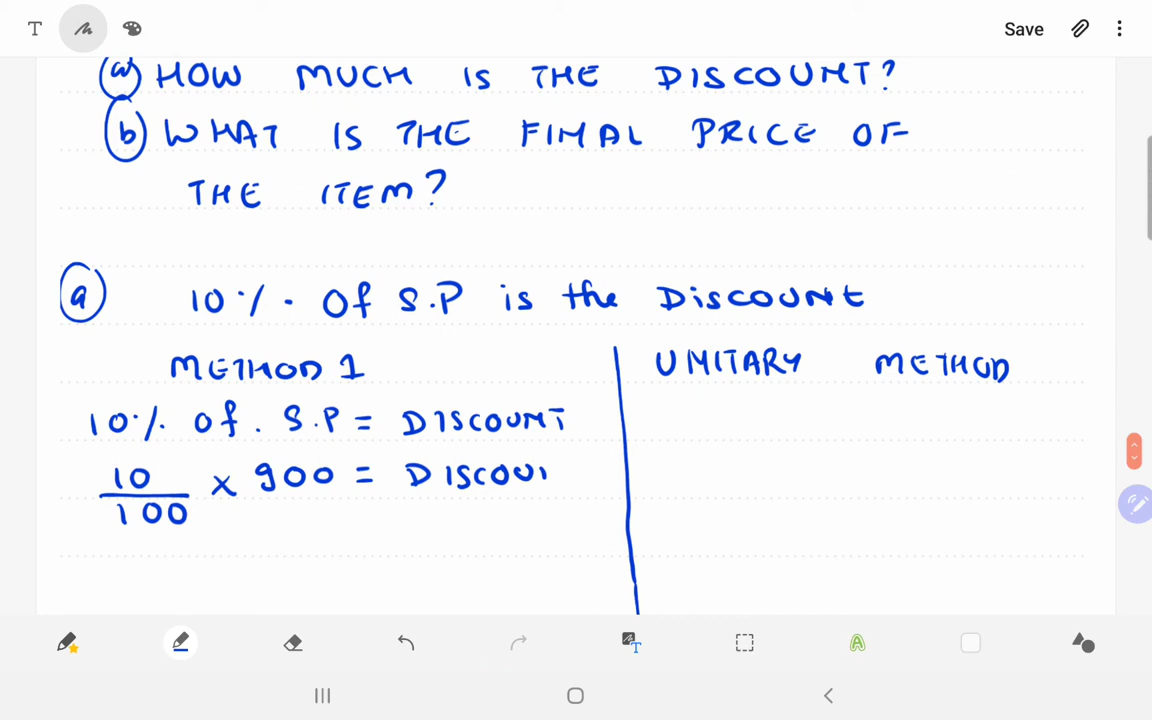 T Save
(a) HOW MUCH IS THE DISCOUNT?
(b) WHAT IS THE FINAL PRICE OF
THE ITEM?
(a) 10% Of S.P is the DiscOUNt
METHOD 1
10% of. S.P = DISCOUNT
10/100 x 900 = DISCOUN
UNITARY METHOD
T
A